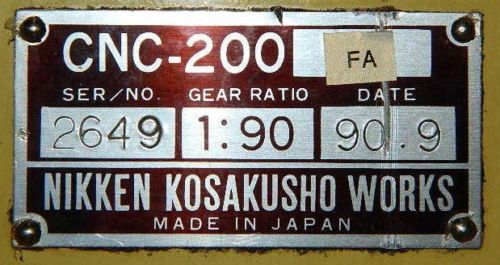 CNC-200 FA
SER/NO. GEAR RATIO DATE
2649 1:90 90.9
NIKKEN KOSAKUSHO WORKS
MADE IN JAPAN